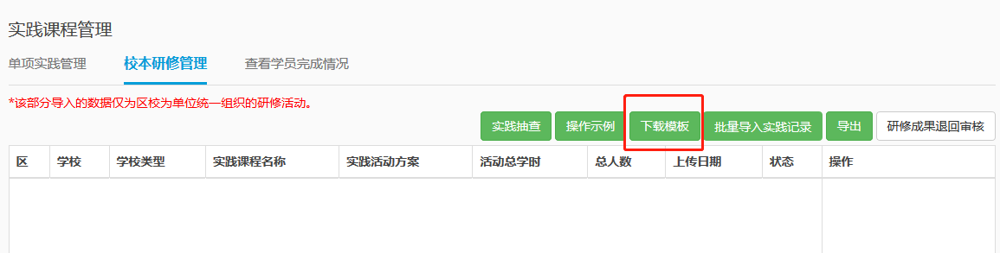 实践课程管理
单项实践管理 校本研修管理 查看学员完成情况
*该部分导入的数据仅为区校为单位统一组织的研修活动。
实践抽查 操作示例 下载模板 批量导入实践记录 导出 研修成果退回审核
区 学校 学校类型 实践课程名称 实践活动方案 活动总学时 总人数 上传日期 状态 操作